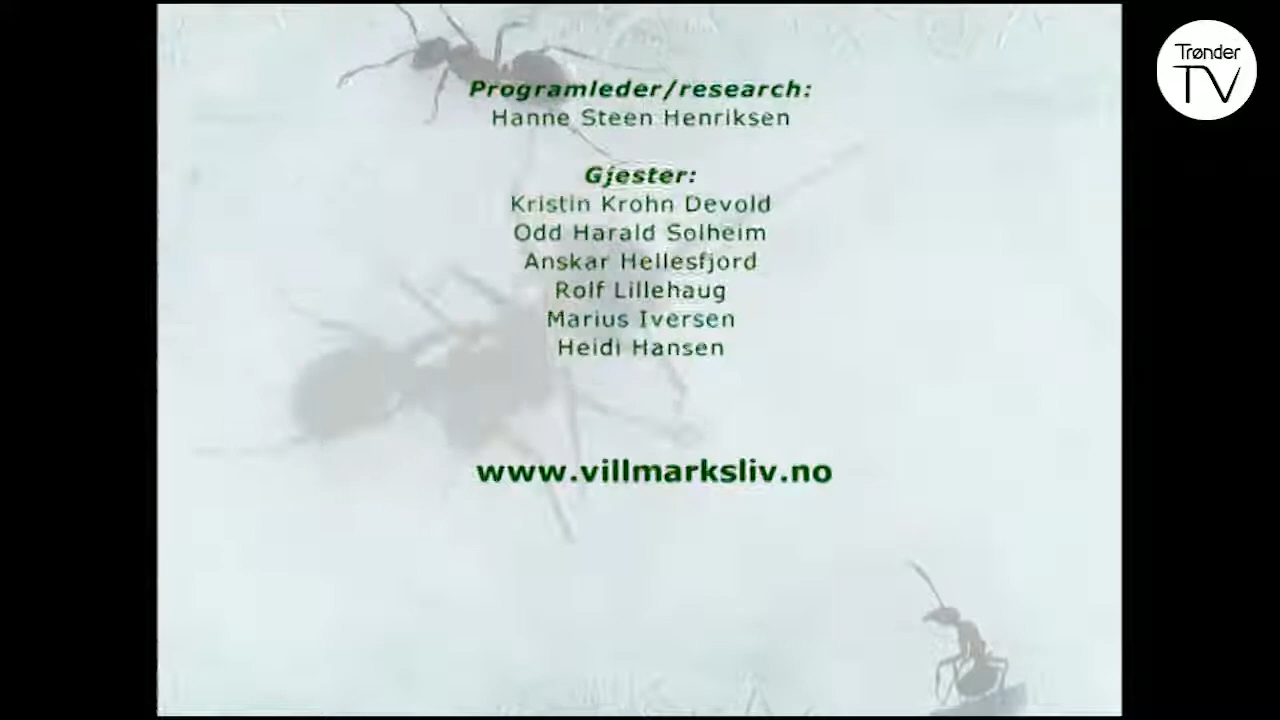 Trønder
TV
Programleder/research:
Hanne Steen Henriksen
Gjester:
Kristin Krohn Devold
Odd Harald Solheim
Anskar Hellesfjord
Rolf Lillehaug
Marius Iversen
Heidi Hansen
www.villmarksliv.no